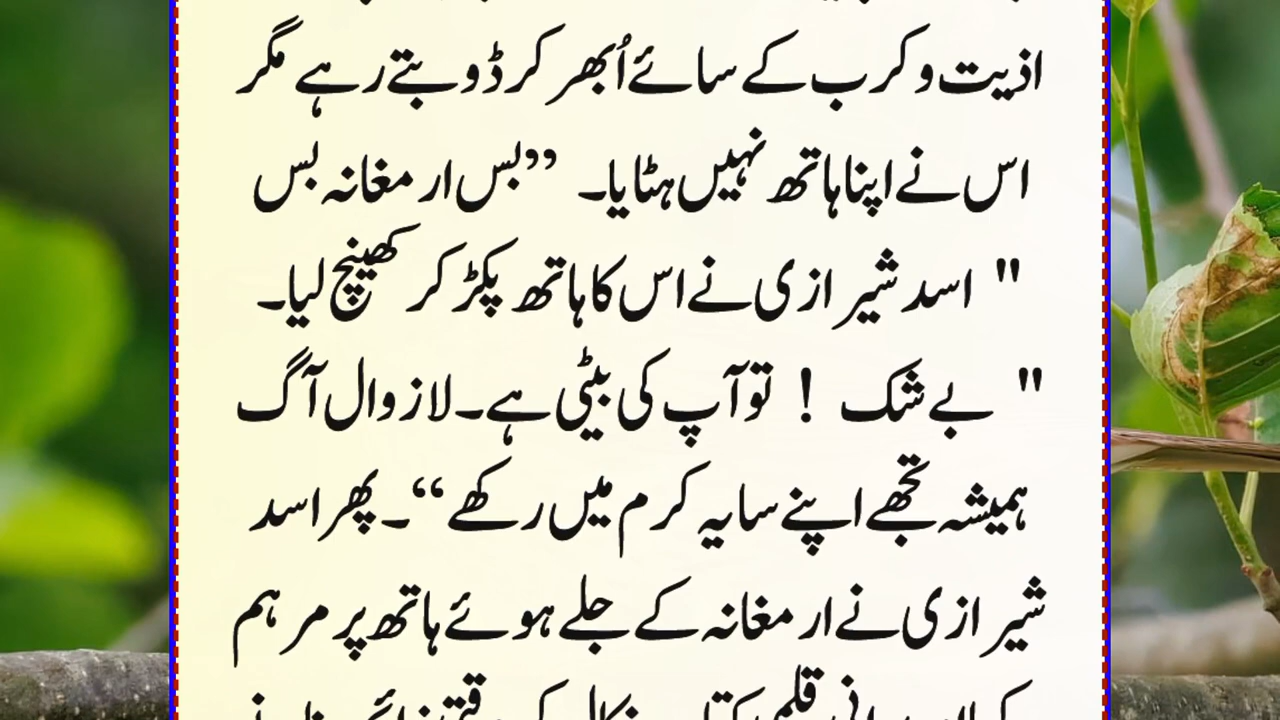 اذیت و کرب کے سائے اُبھر کر ڈوبتے رہے مگر
اس نے اپنا ہاتھ نہیں ہٹایا۔ ”بس ارمغانہ بس
" اسد شیرازی نے اس کا ہاتھ پکڑ کر کھینچ لیا۔
" بے شک ! تو آپ کی بیٹی ہے۔ لازوال آگ
ہمیشہ تجھے اپنے سایہ کرم میں رکھے“۔ پھر اسد
شیرازی نے ارمغانہ کے جلے ہوئے ہاتھ پر مرہم